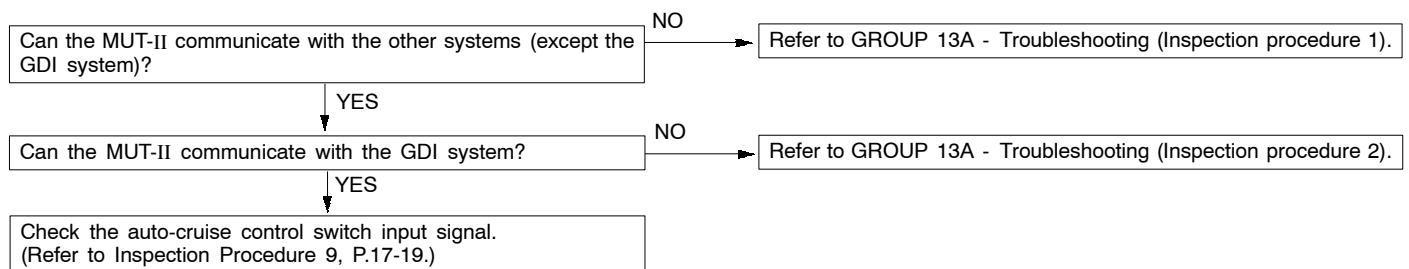 Can the MUT-II communicate with the other systems (except the
GDI system)?
NO
Refer to GROUP 13A - Troubleshooting (Inspection procedure 1).
YES
Can the MUT-II communicate with the GDI system?
NO
Refer to GROUP 13A - Troubleshooting (Inspection procedure 2).
YES
Check the auto-cruise control switch input signal.
(Refer to Inspection Procedure 9, P.17-19.)